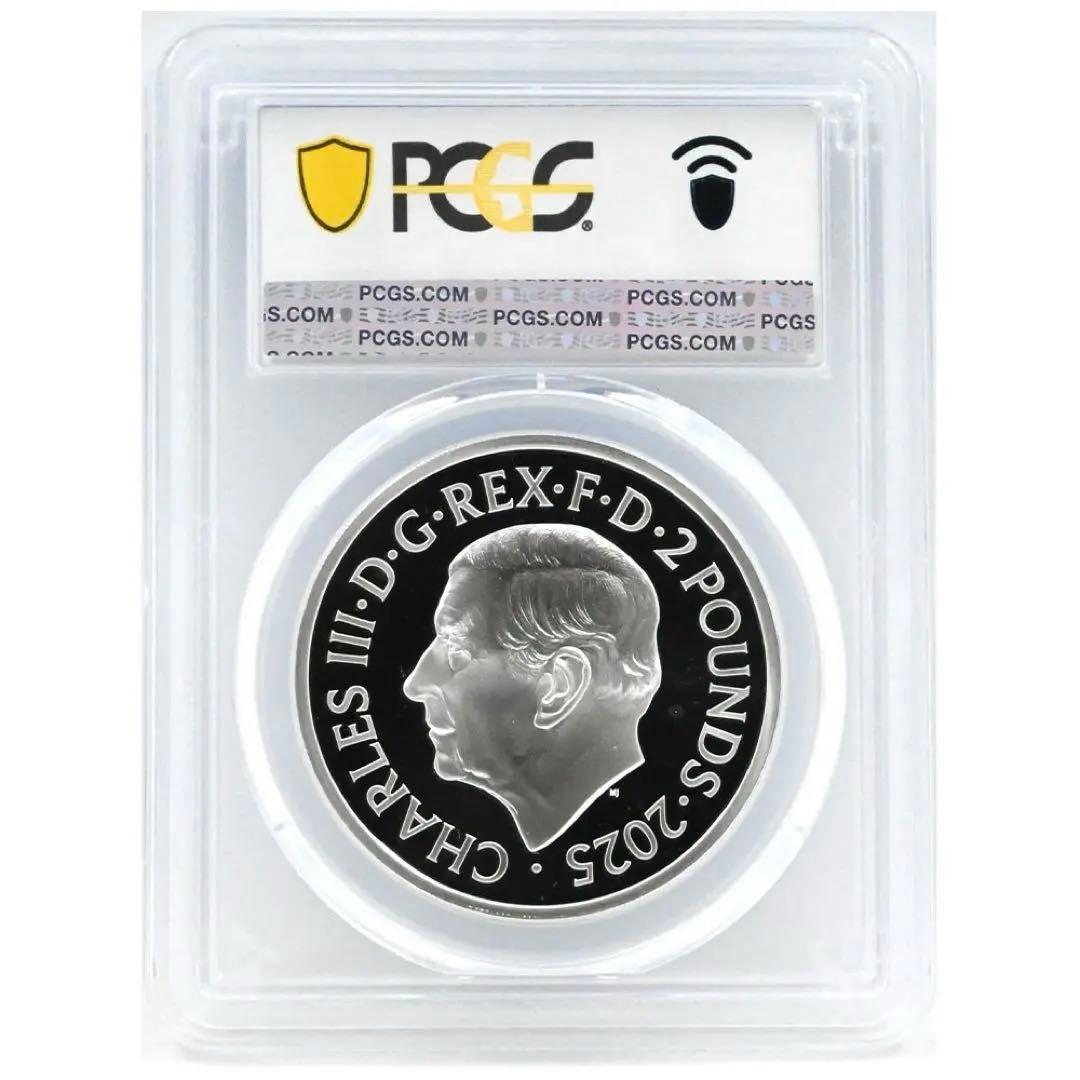 PCGS®
PCGS.COM PCGS.COM
S.COM PCGS.COM PCGS
PCGS.COM PCGS.COM
CHARLES III·D·G·REX·F·D·2 POUNDS·2025·
MJ